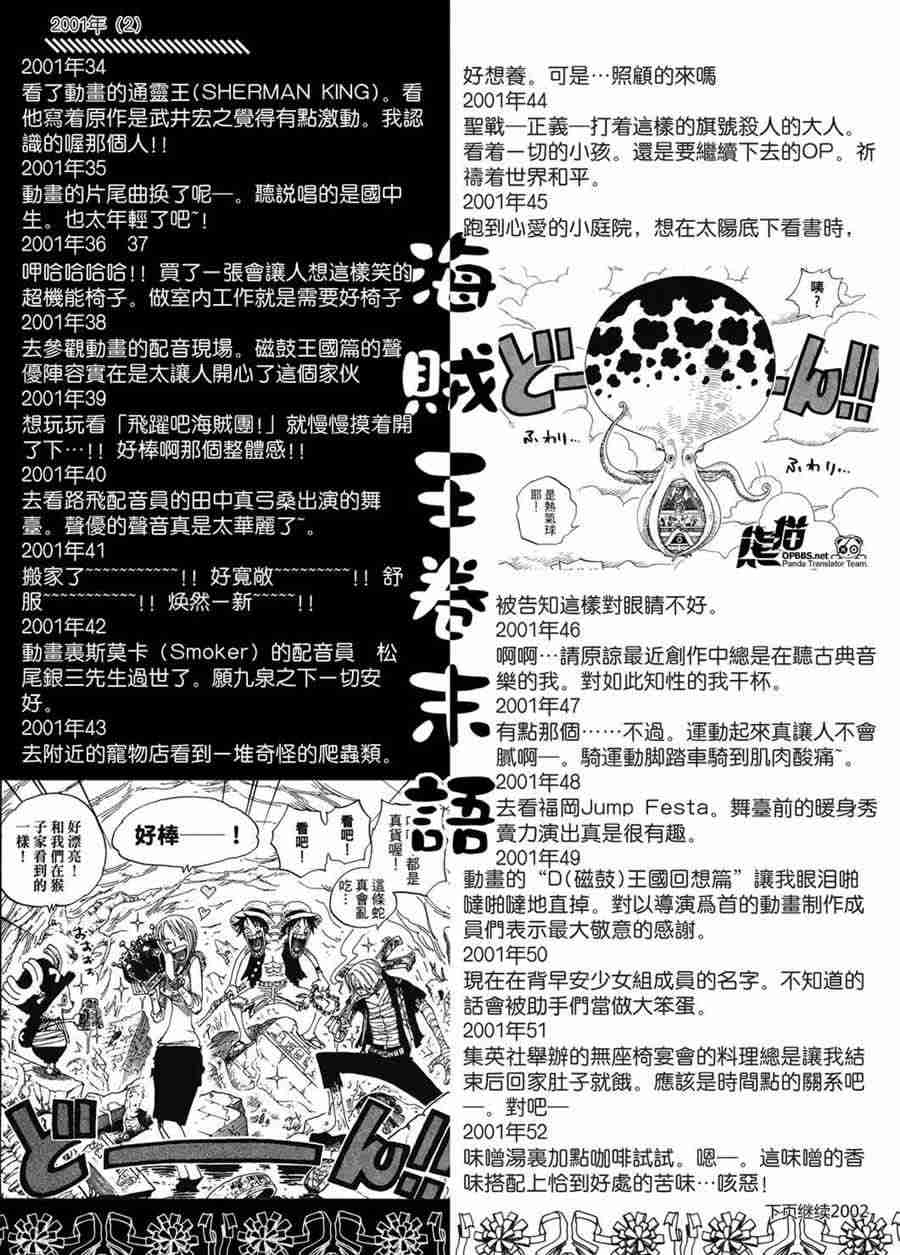 2001年（2）
2001年34
看了動畫的通靈王(SHERMAN KING)。看
他寫着原作是武井宏之覺得有點激動。我認
識的喔那個人!!
2001年35
動畫的片尾曲换了呢—。聽説唱的是國中
生。也太年輕了吧~!
2001年36　37
呷哈哈哈哈!! 買了一張會讓人想這樣笑的
超機能椅子。做室内工作就是需要好椅子
2001年38
去參觀動畫的配音現場。磁鼓王國篇的聲
優陣容實在是太讓人開心了這個家伙
2001年39
想玩玩看「飛躍吧海賊團!」就慢慢摸着開
了下…!! 好棒啊那個整體感!!
2001年40
去看路飛配音員的田中真弓桑出演的舞
臺。聲優的聲音真是太華麗了~。
2001年41
搬家了~~~~~~~~~~!! 好寬敞~~~~~~~~~!! 舒
服~~~~~~~~~~!! 焕然一新~~~~~!!
2001年42
動畫裏斯莫卡（Smoker）的配音員　松
尾銀三先生過世了。願九泉之下一切安
好。
2001年43
去附近的寵物店看到一堆奇怪的爬蟲類。
海賊王卷末語
好想養。可是…照顧的來嗎
2001年44
聖戰—正義—打着這樣的旗號殺人的大人。
看着一切的小孩。還是要繼續下去的OP。祈
禱着世界和平。
2001年45
跑到心愛的小庭院，想在太陽底下看書時，
咦?
どーーん!!
ふわり…
ふわり…
是熱氣球
耶!
熊猫
OPBBS.net
Panda Translator Team.
被告知這樣對眼睛不好。
2001年46
啊啊…請原諒最近創作中總是在聽古典音
樂的我。對如此知性的我干杯。
2001年47
有點那個……不過。運動起來真讓人不會
膩啊—。騎運動脚踏車騎到肌肉酸痛~。
2001年48
去看福岡Jump Festa。舞臺前的暖身秀
賣力演出真是很有趣。
2001年49
動畫的“D(磁鼓)王國回想篇”讓我眼泪啪
噠啪噠地直掉。對以導演爲首的動畫制作成
員們表示最大敬意的感謝。
2001年50
現在在背早安少女組成員的名字。不知道的
話會被助手們當做大笨蛋。
2001年51
集英社舉辦的無座椅宴會的料理總是讓我結
束后回家肚子就餓。應該是時間點的關系吧
—。對吧—
2001年52
味噌湯裏加點咖啡試試。嗯—。這味噌的香
味搭配上恰到好處的苦味…咳惡!
都是
真貨喔!
這條蛇
真會亂
吃…
看吧!
看吧!
好棒——!
好漂亮!
和我們在猴
子家看到的
一樣!
どーーーん!!
下页继续2002